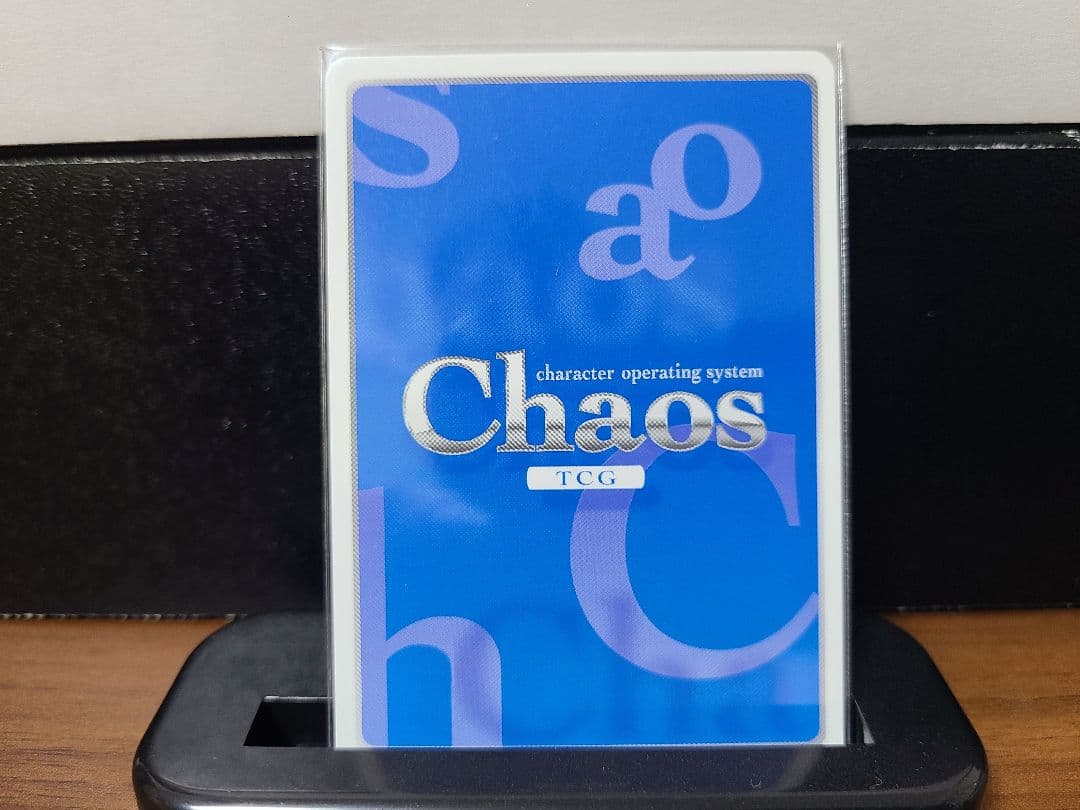 s
a o
character operating system
Chaos
TCG
C
h